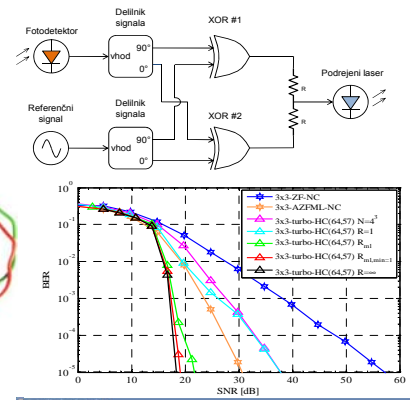 Delilnik
signala
XOR #1
Fotodetektor
vhod
90°
0°
R
Podrejeni laser
Referenčni
signal
Delilnik
signala
XOR #2
vhod
90°
0°
R
10^0
10^-1
10^-2
10^-3
10^-4
10^-5
BER
3x3-ZF-NC
3x3-AZFML-NC
3x3-turbo-HC(64,57) N=4^3
3x3-turbo-HC(64,57) R=1
3x3-turbo-HC(64,57) R_ml
3x3-turbo-HC(64,57) R_ml,min=1
3x3-turbo-HC(64,57) R=∞
0 10 20 30 40 50 60
SNR [dB]